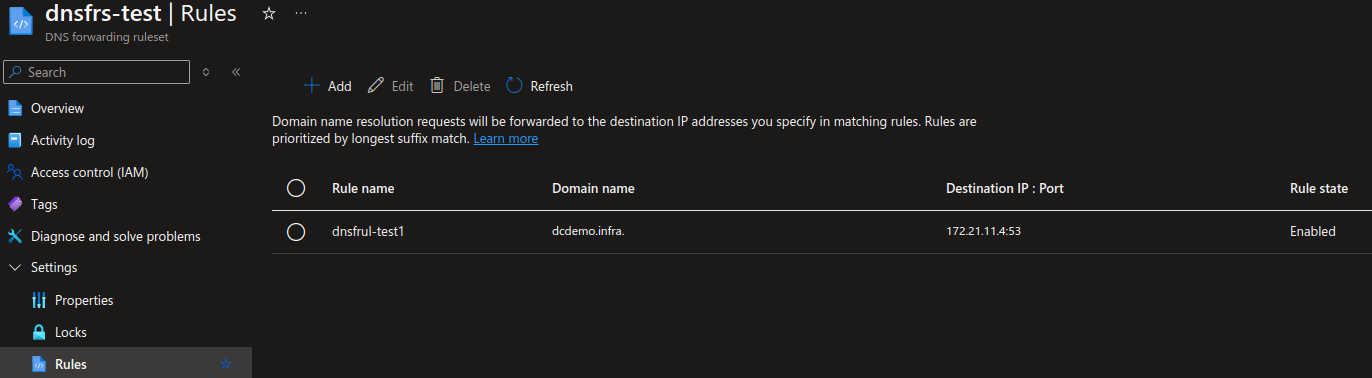 dnsfrs-test | Rules
DNS forwarding ruleset
Search
Overview
Activity log
Access control (IAM)
Tags
Diagnose and solve problems
Settings
Properties
Locks
Rules
Add Edit Delete Refresh
Domain name resolution requests will be forwarded to the destination IP addresses you specify in matching rules. Rules are
prioritized by longest suffix match. Learn more
Rule name Domain name Destination IP : Port Rule state
dnsfrul-test1 dcdemo.infra. 172.21.11.4:53 Enabled